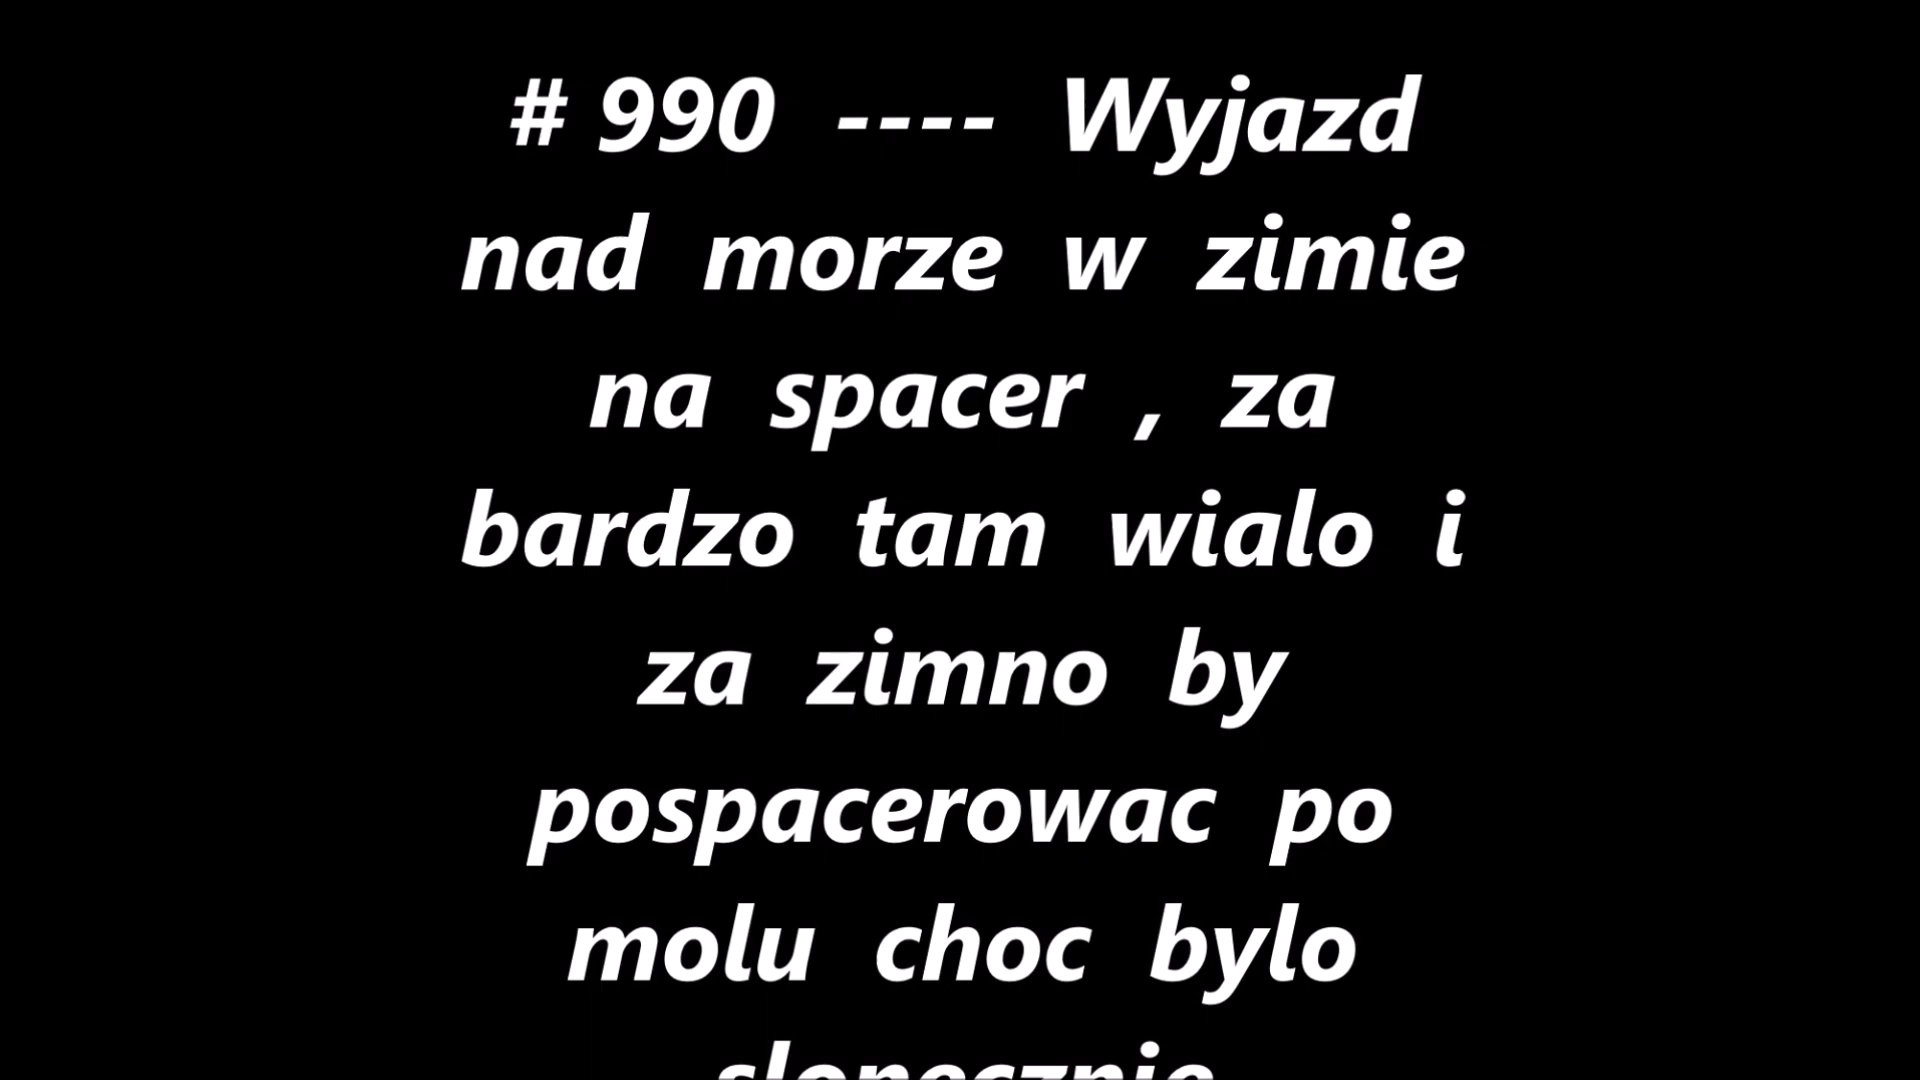 # 990 ---- Wyjazd
nad morze w zimie
na spacer , za
bardzo tam wialo i
za zimno by
pospacerowac po
molu choc bylo
slonecznie